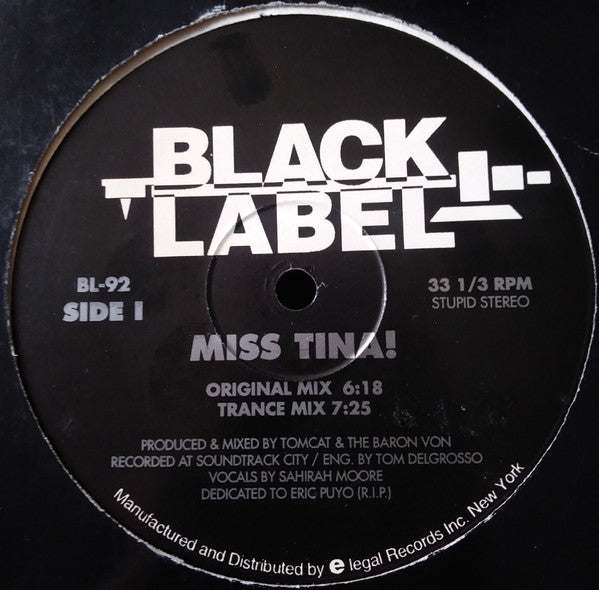 BLACK
LABEL
BL-92
SIDE I
33 1/3 RPM
STUPID STEREO
MISS TINA!
ORIGINAL MIX 6:18
TRANCE MIX 7:25
PRODUCED & MIXED BY TOMCAT & THE BARON VON
RECORDED AT SOUNDTRACK CITY / ENG. BY TOM DELGROSSO
VOCALS BY SAHIRAH MOORE
DEDICATED TO ERIC PUYO (R.I.P.)
Manufactured and Distributed by e legal Records Inc. New York